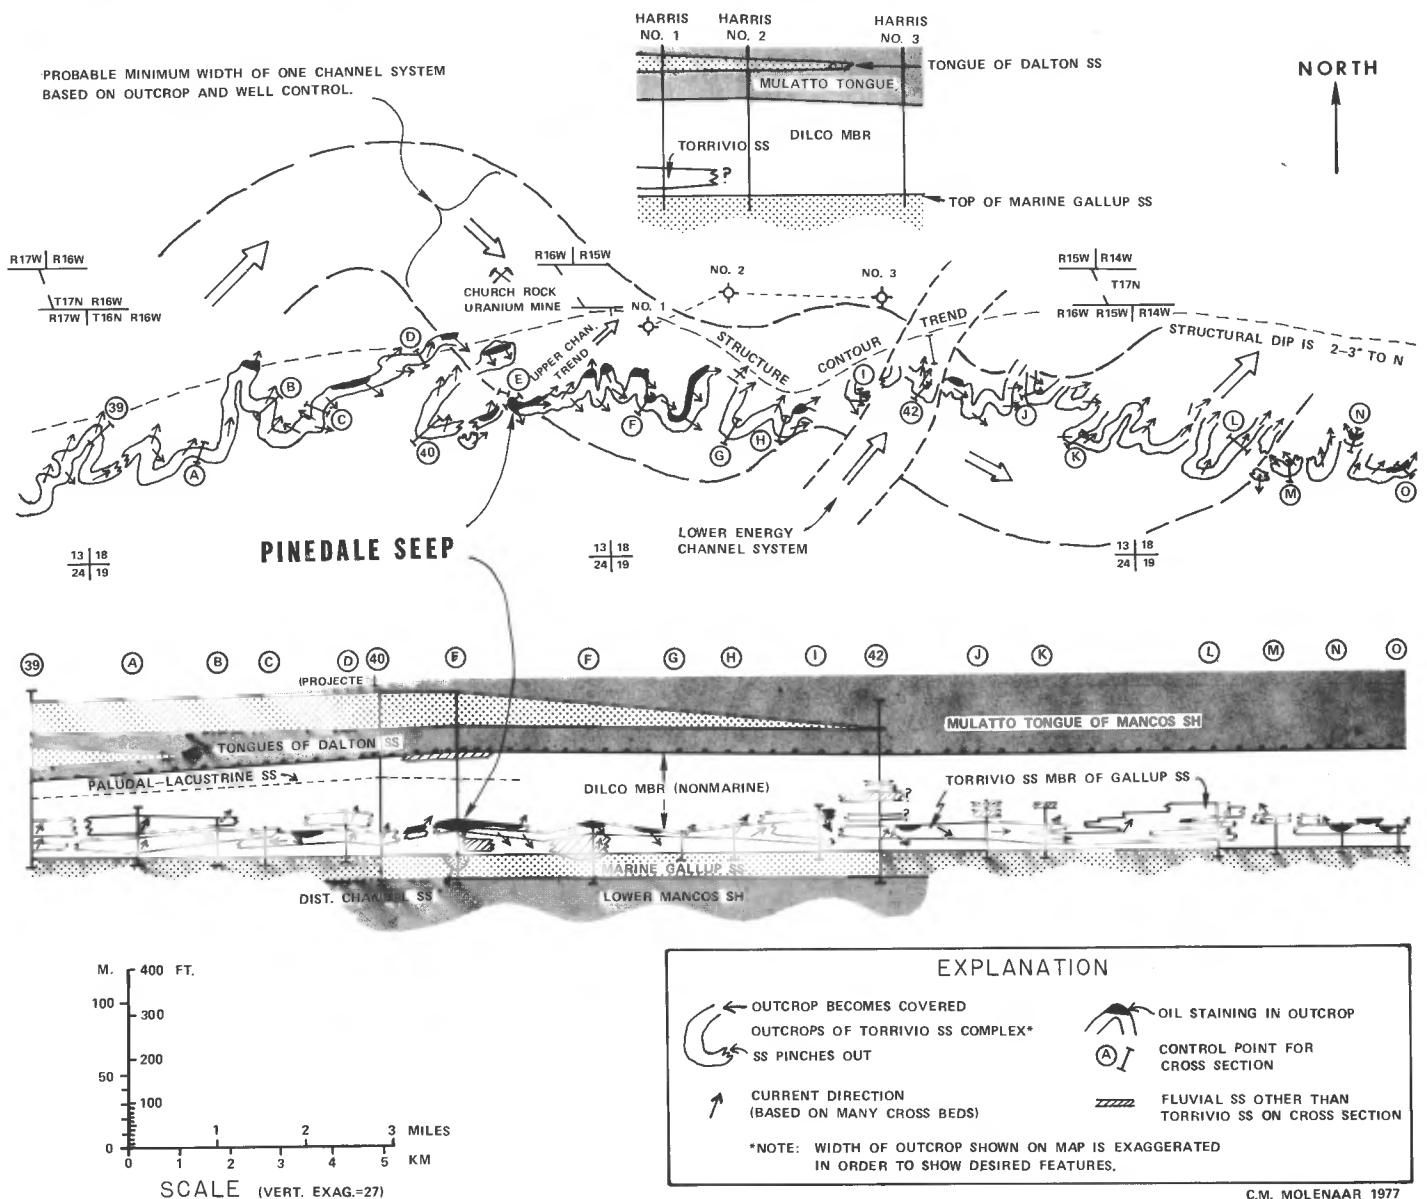 HARRIS NO. 1
HARRIS NO. 2
HARRIS NO. 3
TONGUE OF DALTON SS
MULATTO TONGUE
DILCO MBR
TORRIVIO SS
?
TOP OF MARINE GALLUP SS
NORTH
PROBABLE MINIMUM WIDTH OF ONE CHANNEL SYSTEM
BASED ON OUTCROP AND WELL CONTROL.
R17W | R16W
T17N R16W
R17W | T16N R16W
CHURCH ROCK
URANIUM MINE
R16W | R15W
NO. 1
NO. 2
NO. 3
R15W | R14W
T17N
R16W R15W | R14W
UPPER CHAN.
TREND
STRUCTURE
CONTOUR
TREND
STRUCTURAL DIP IS 2-3° TO N
39
A
B
C
D
40
E
F
G
H
I
42
J
K
L
M
N
O
PINEDALE SEEP
LOWER ENERGY
CHANNEL SYSTEM
13 | 18
24 | 19
13 | 18
24 | 19
13 | 18
24 | 19
39 A B C D 40 E F G H I 42 J K L M N O
(PROJECTE
TONGUES OF DALTON SS
MULATTO TONGUE OF MANCOS SH
PALUDAL-LACUSTRINE SS
DILCO MBR (NONMARINE)
TORRIVIO SS MBR OF GALLUP SS
?
?
MARINE GALLUP SS
DIST. CHANNEL SS
LOWER MANCOS SH
M. 400 FT.
100
300
200
50
100
0
1 2 3 MILES
0 1 2 3 4 5 KM
SCALE (VERT. EXAG.=27)
EXPLANATION
OUTCROP BECOMES COVERED
OUTCROPS OF TORRIVIO SS COMPLEX*
SS PINCHES OUT
CURRENT DIRECTION
(BASED ON MANY CROSS BEDS)
OIL STAINING IN OUTCROP
A
CONTROL POINT FOR
CROSS SECTION
FLUVIAL SS OTHER THAN
TORRIVIO SS ON CROSS SECTION
*NOTE: WIDTH OF OUTCROP SHOWN ON MAP IS EXAGGERATED
IN ORDER TO SHOW DESIRED FEATURES.
C.M. MOLENAAR 1977